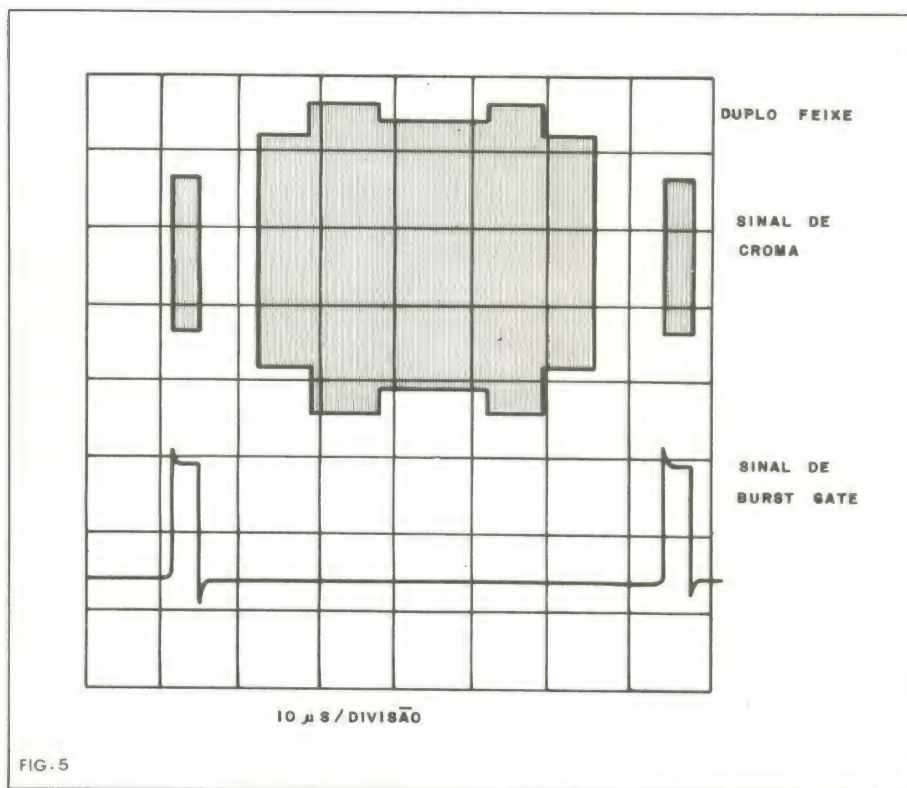 DUPLO FEIXE
SINAL DE
CROMA
SINAL DE
BURST GATE
10 µS/DIVISÃO
FIG.5